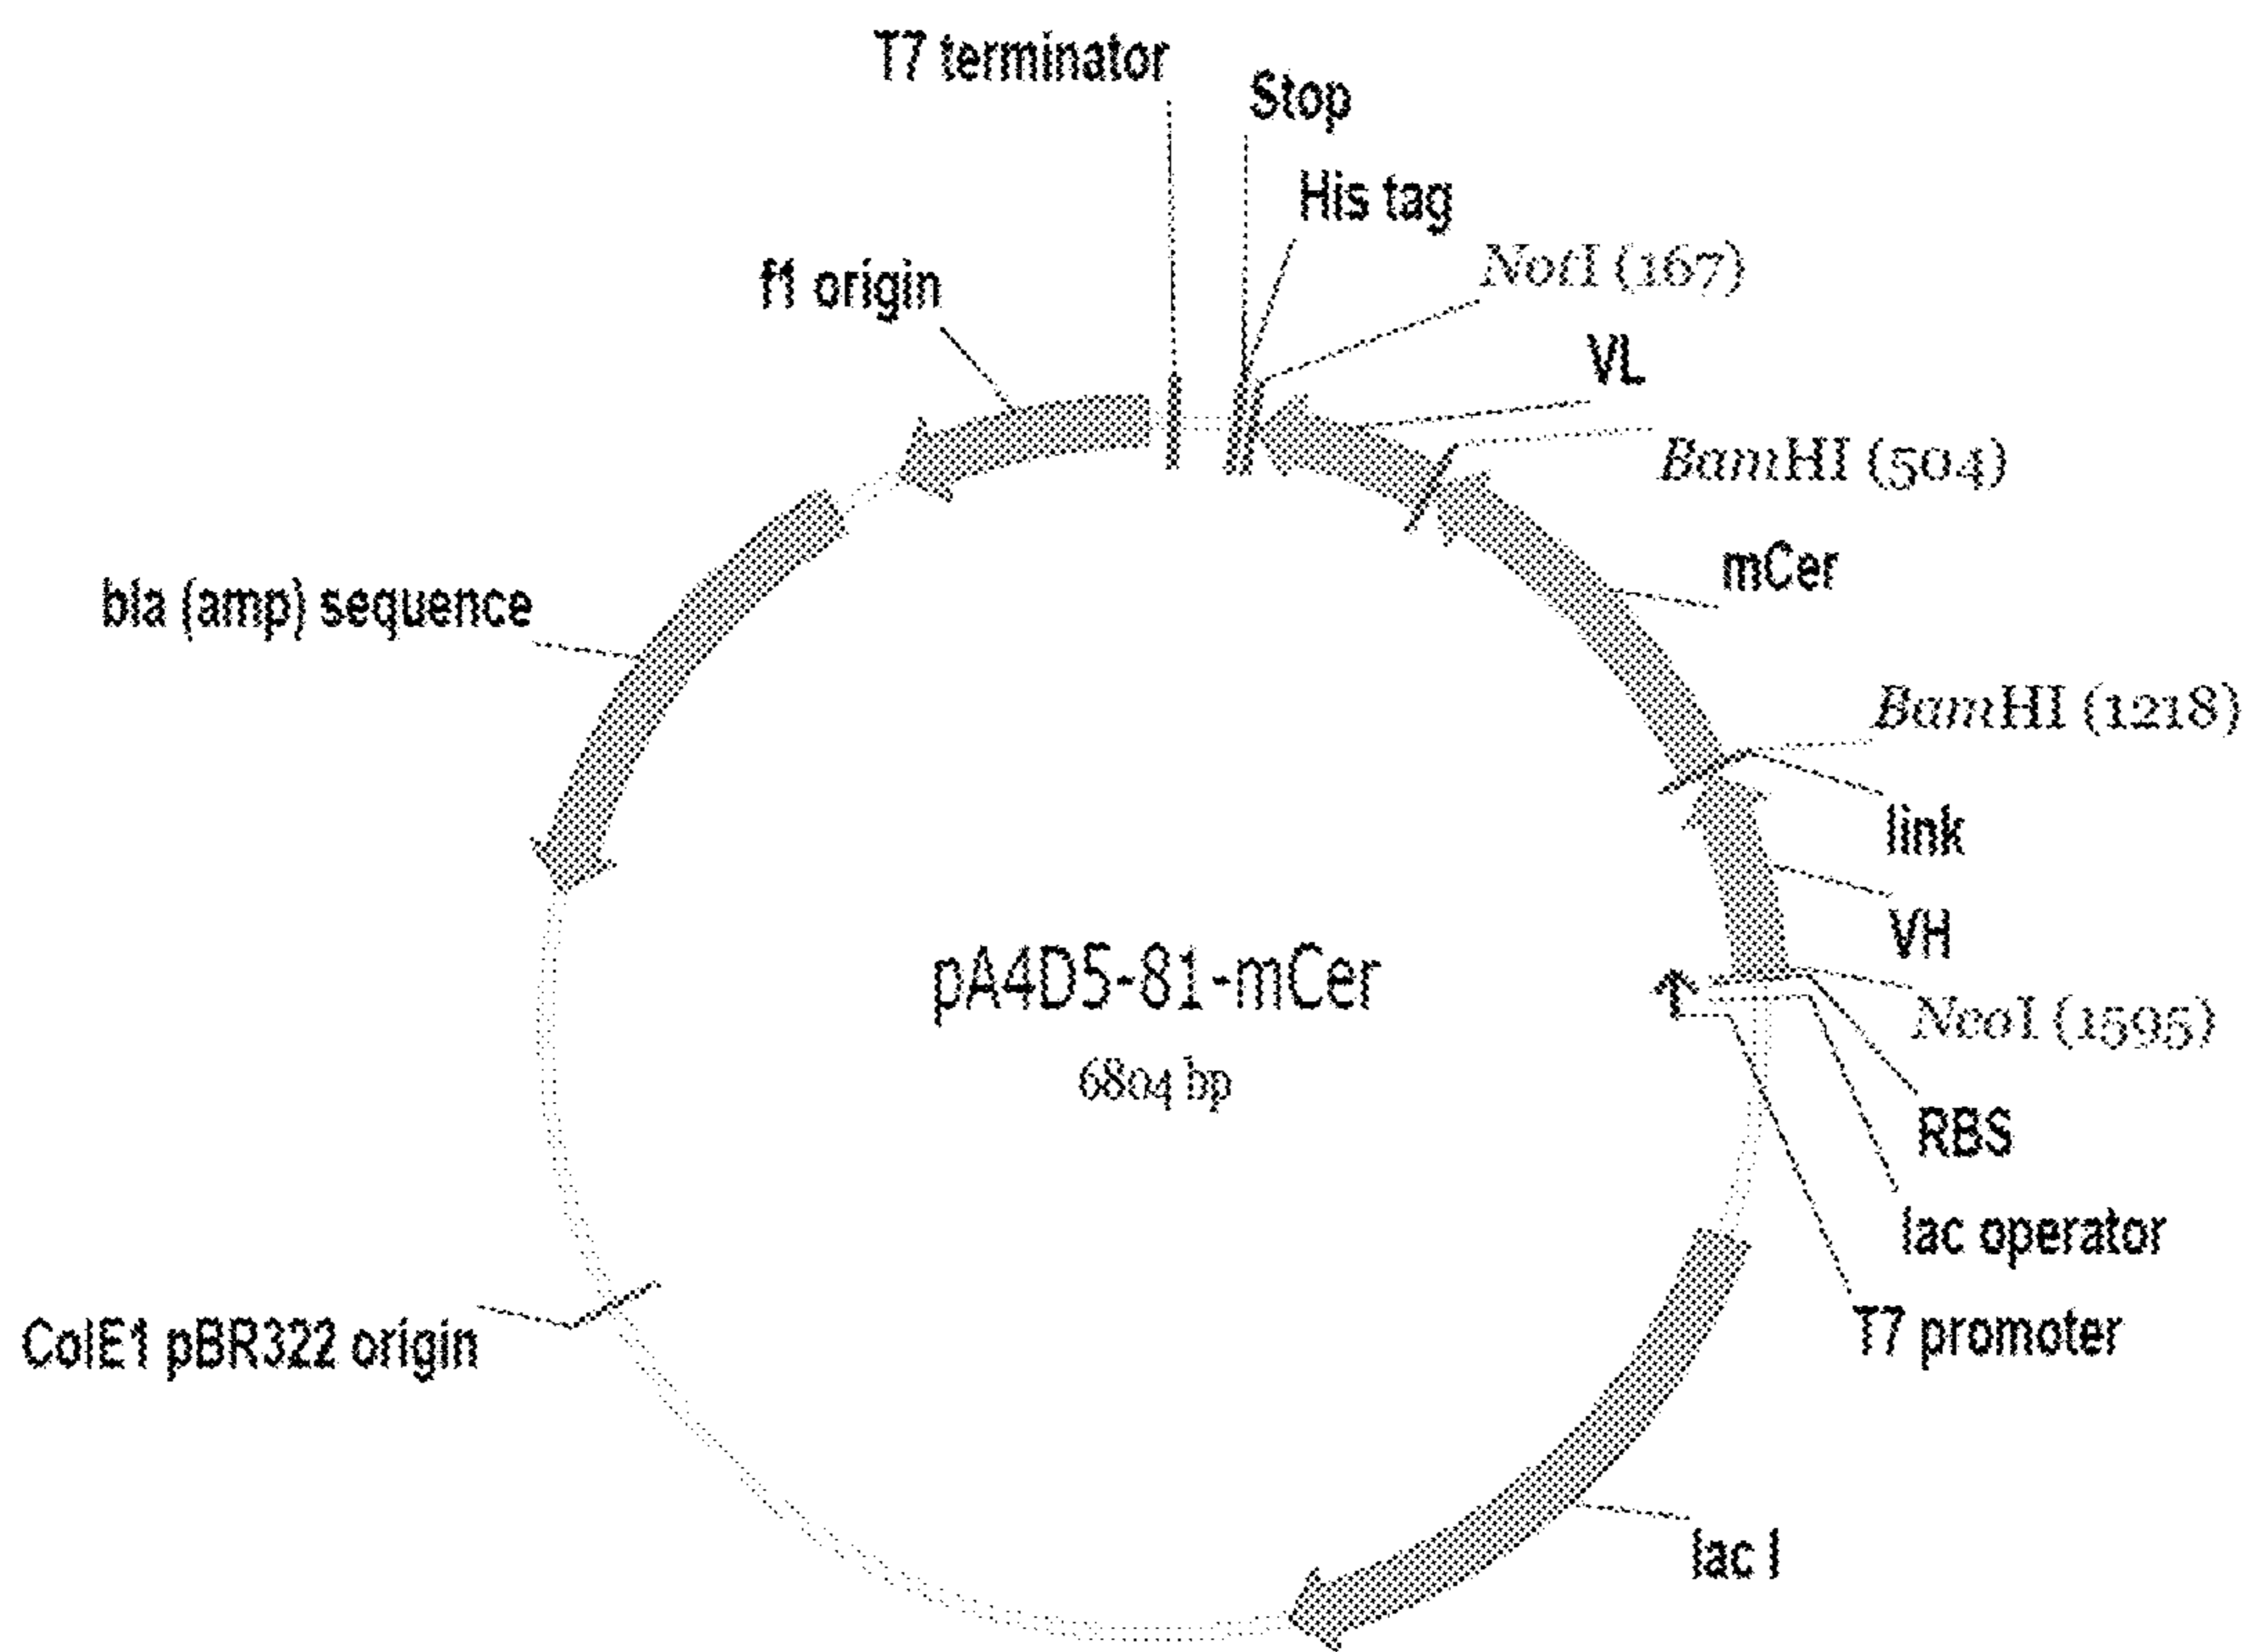 T7 terminator
Stop
His tag
NotI (167)
f1 origin
VL
BamHI (504)
mCer
bla (amp) sequence
BamHI (1218)
link
VH
pA4D5-81-mCer
NcoI (1595)
6804 bp
RBS
lac operator
T7 promoter
ColE1 pBR322 origin
lac I